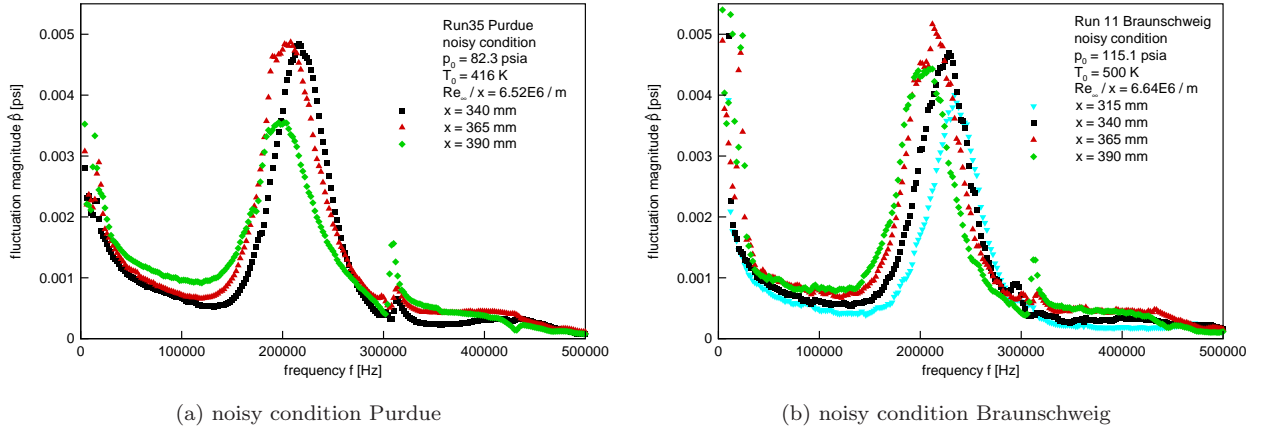 0.005
0.004
0.003
0.002
0.001
0
fluctuation magnitude p̂ [psi]
0
100000
200000
300000
400000
500000
frequency f [Hz]
Run35 Purdue
noisy condition
p₀ = 82.3 psia
T₀ = 416 K
Re∞ / x = 6.52E6 / m
x = 340 mm
x = 365 mm
x = 390 mm
(a) noisy condition Purdue
0.005
0.004
0.003
0.002
0.001
0
fluctuation magnitude p̂ [psi]
0
100000
200000
300000
400000
500000
frequency f [Hz]
Run 11 Braunschweig
noisy condition
p₀ = 115.1 psia
T₀ = 500 K
Re∞ / x = 6.64E6 / m
x = 315 mm
x = 340 mm
x = 365 mm
x = 390 mm
(b) noisy condition Braunschweig